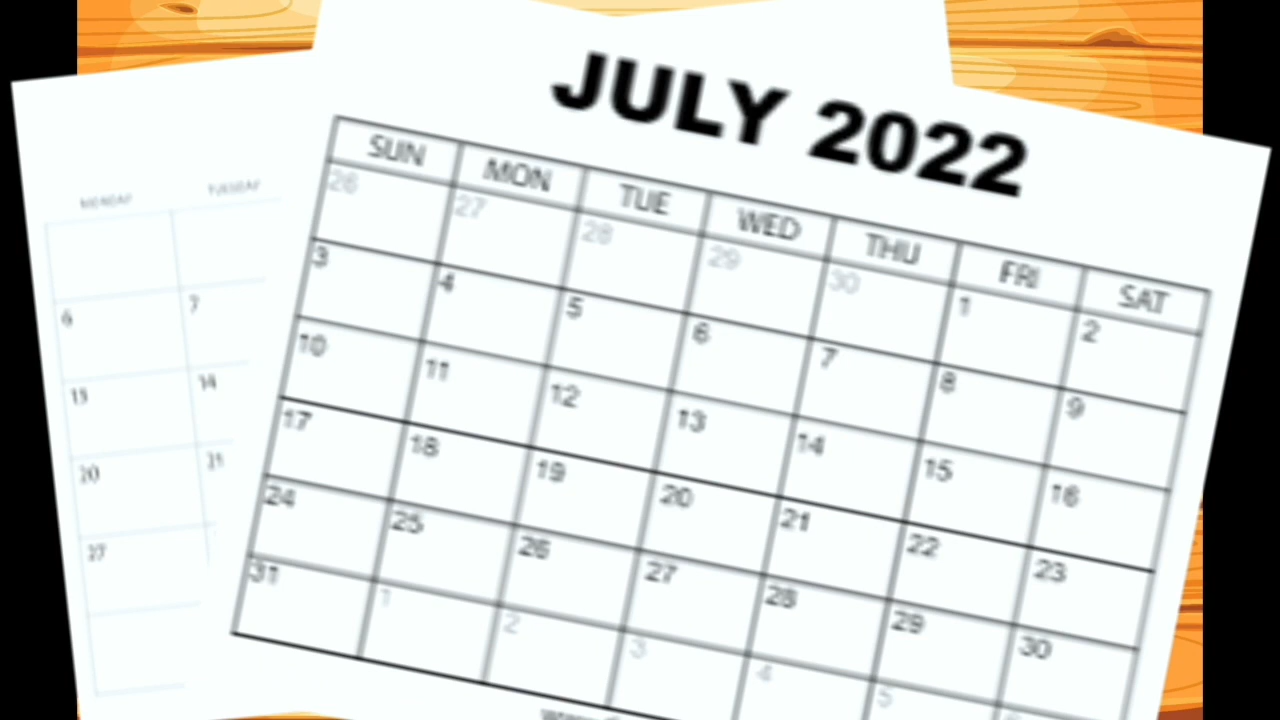 JULY 2022
SUN MON TUE WED THU FRI SAT
26 27 28 29 30 1 2
3 4 5 6 7 8 9
10 11 12 13 14 15 16
17 18 19 20 21 22 23
24 25 26 27 28 29 30
31 1 2 3 4 5
MONDAY TUESDAY
6 7
13 14
20 21
27